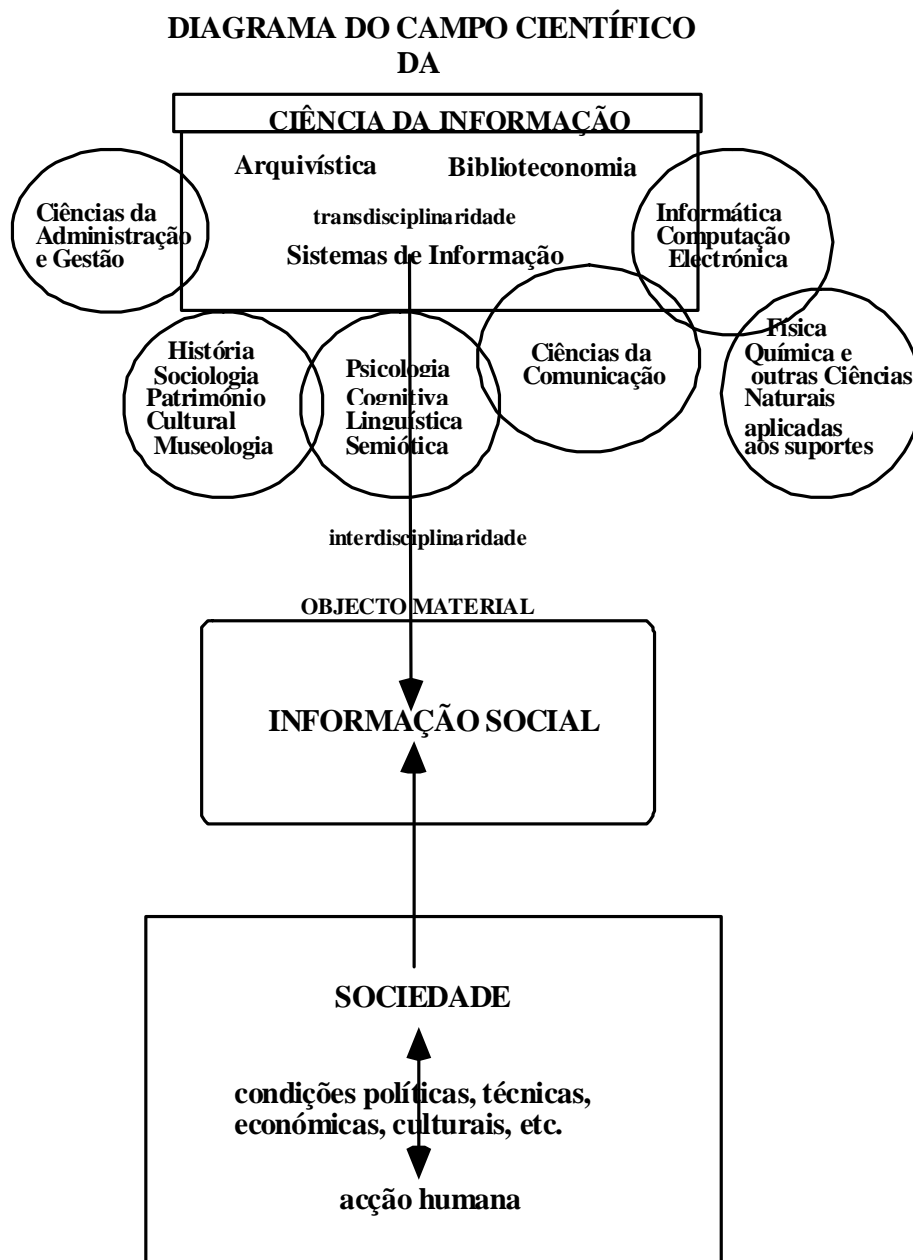 DIAGRAMA DO CAMPO CIENTÍFICO
DA
CIÊNCIA DA INFORMAÇÃO
Arquivística
Biblioteconomia
transdisciplinaridade
Sistemas de Informação
Ciências da
Administração
e Gestão
Informática
Computação
Electrónica
História
Sociologia
Património
Cultural
Museologia
Psicologia
Cognitiva
Linguística
Semiótica
Ciências da
Comunicação
Física
Química e
outras Ciências
Naturais
aplicadas
aos suportes
interdisciplinaridade
OBJECTO MATERIAL
INFORMAÇÃO SOCIAL
SOCIEDADE
condições políticas, técnicas,
económicas, culturais, etc.
acção humana